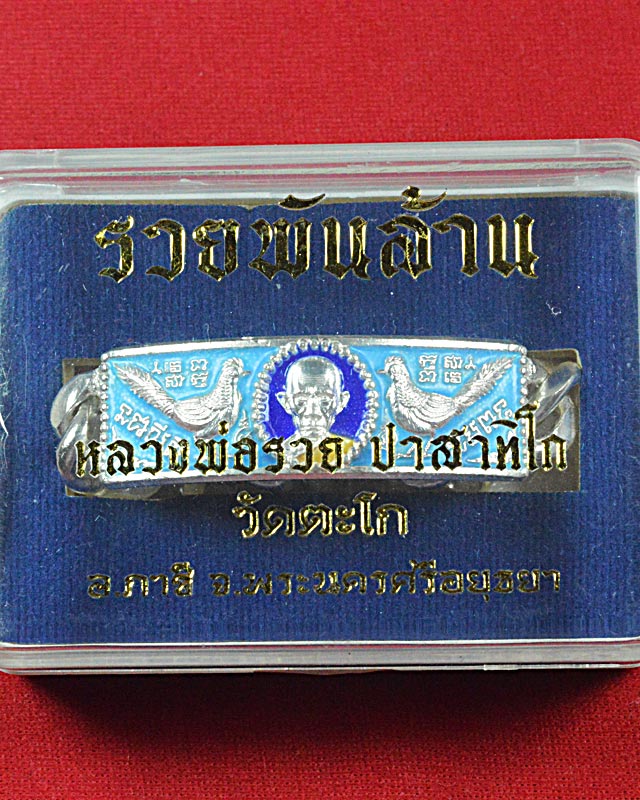 รวยพันล้าน
หลวงพ่อรวย ปาสาทิโก
วัดตะโก
อ.ภาชี จ.พระนครศรีอยุธยา